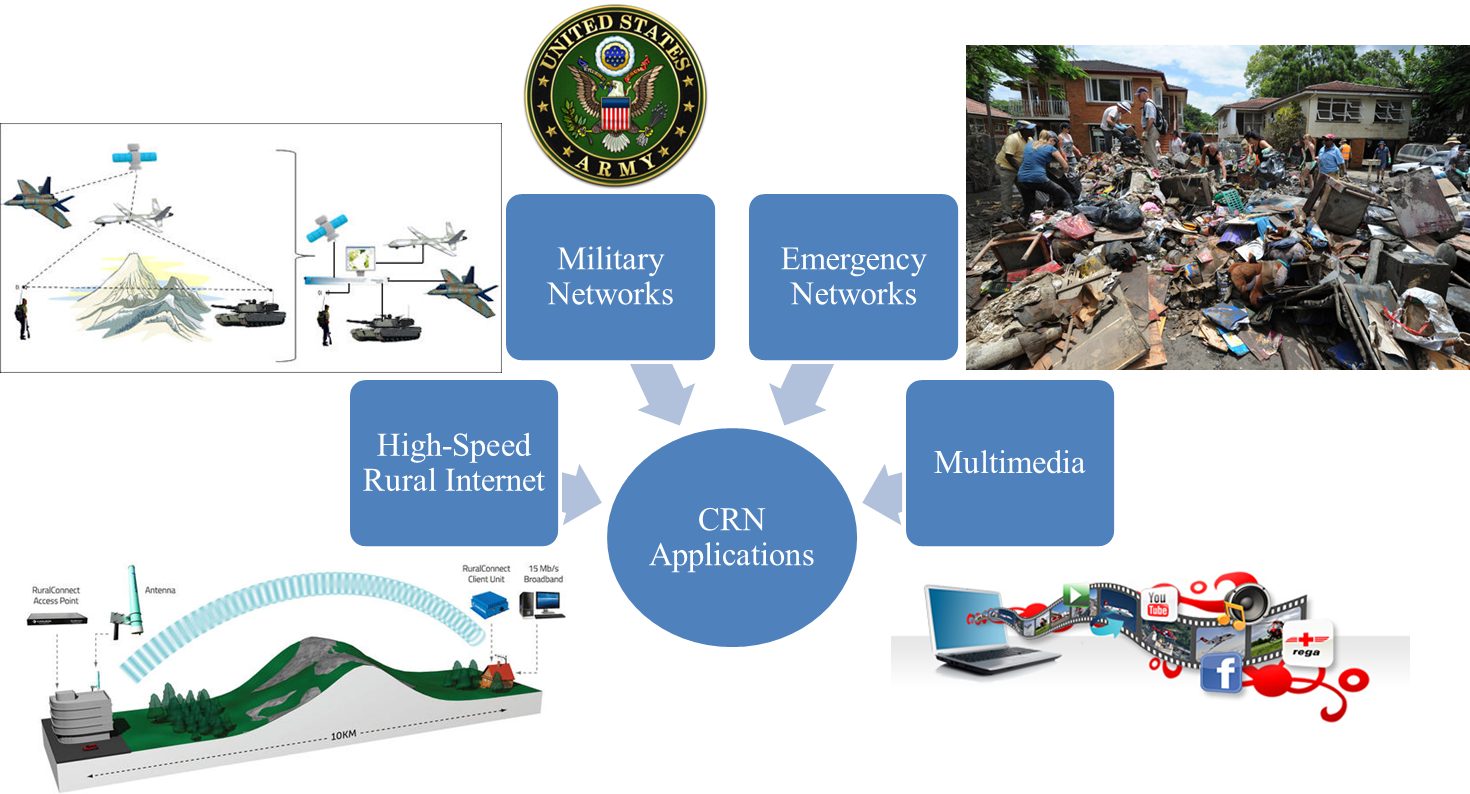 UNITED STATES
ARMY
Military
Networks
Emergency
Networks
High-Speed
Rural Internet
Multimedia
CRN
Applications
RuralConnect
Access Point
Antenna
RuralConnect
Client Unit
15 Mb/s
Broadband
10KM
You
Tube
f
rega